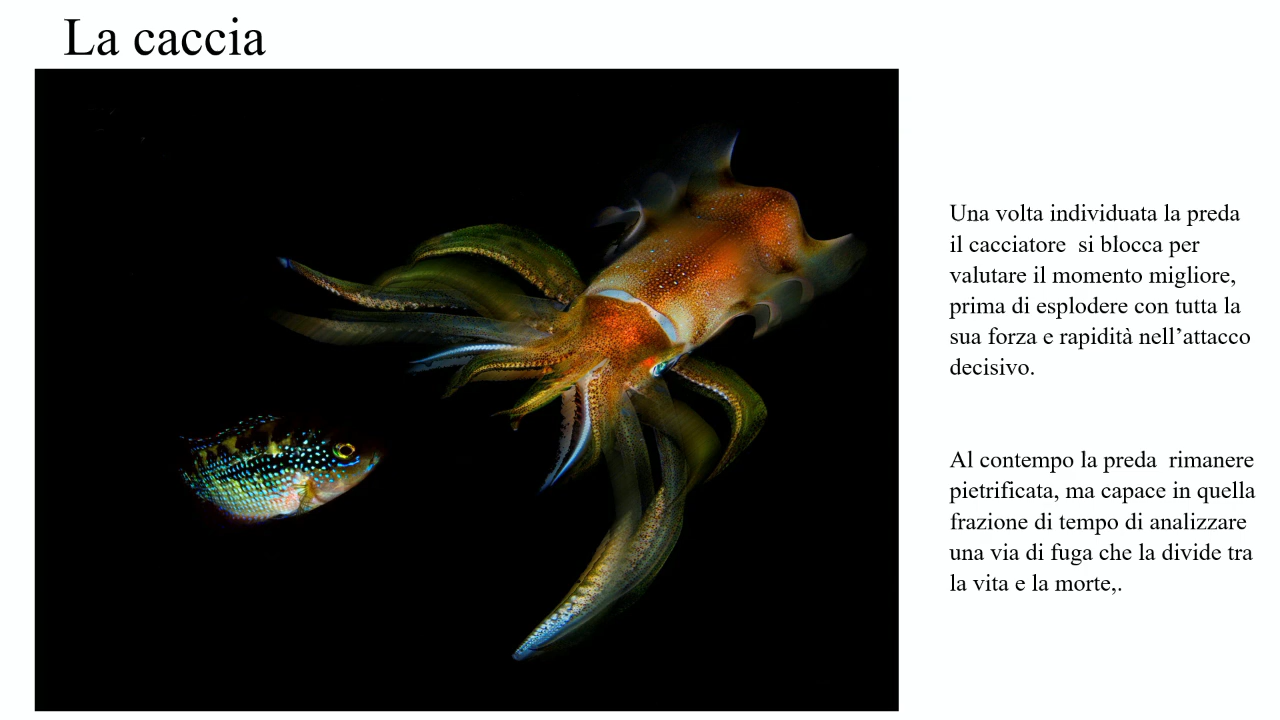 La caccia
Una volta individuata la preda
il cacciatore  si blocca per
valutare il momento migliore,
prima di esplodere con tutta la
sua forza e rapidità nell’attacco
decisivo.
Al contempo la preda  rimanere
pietrificata, ma capace in quella
frazione di tempo di analizzare
una via di fuga che la divide tra
la vita e la morte,.